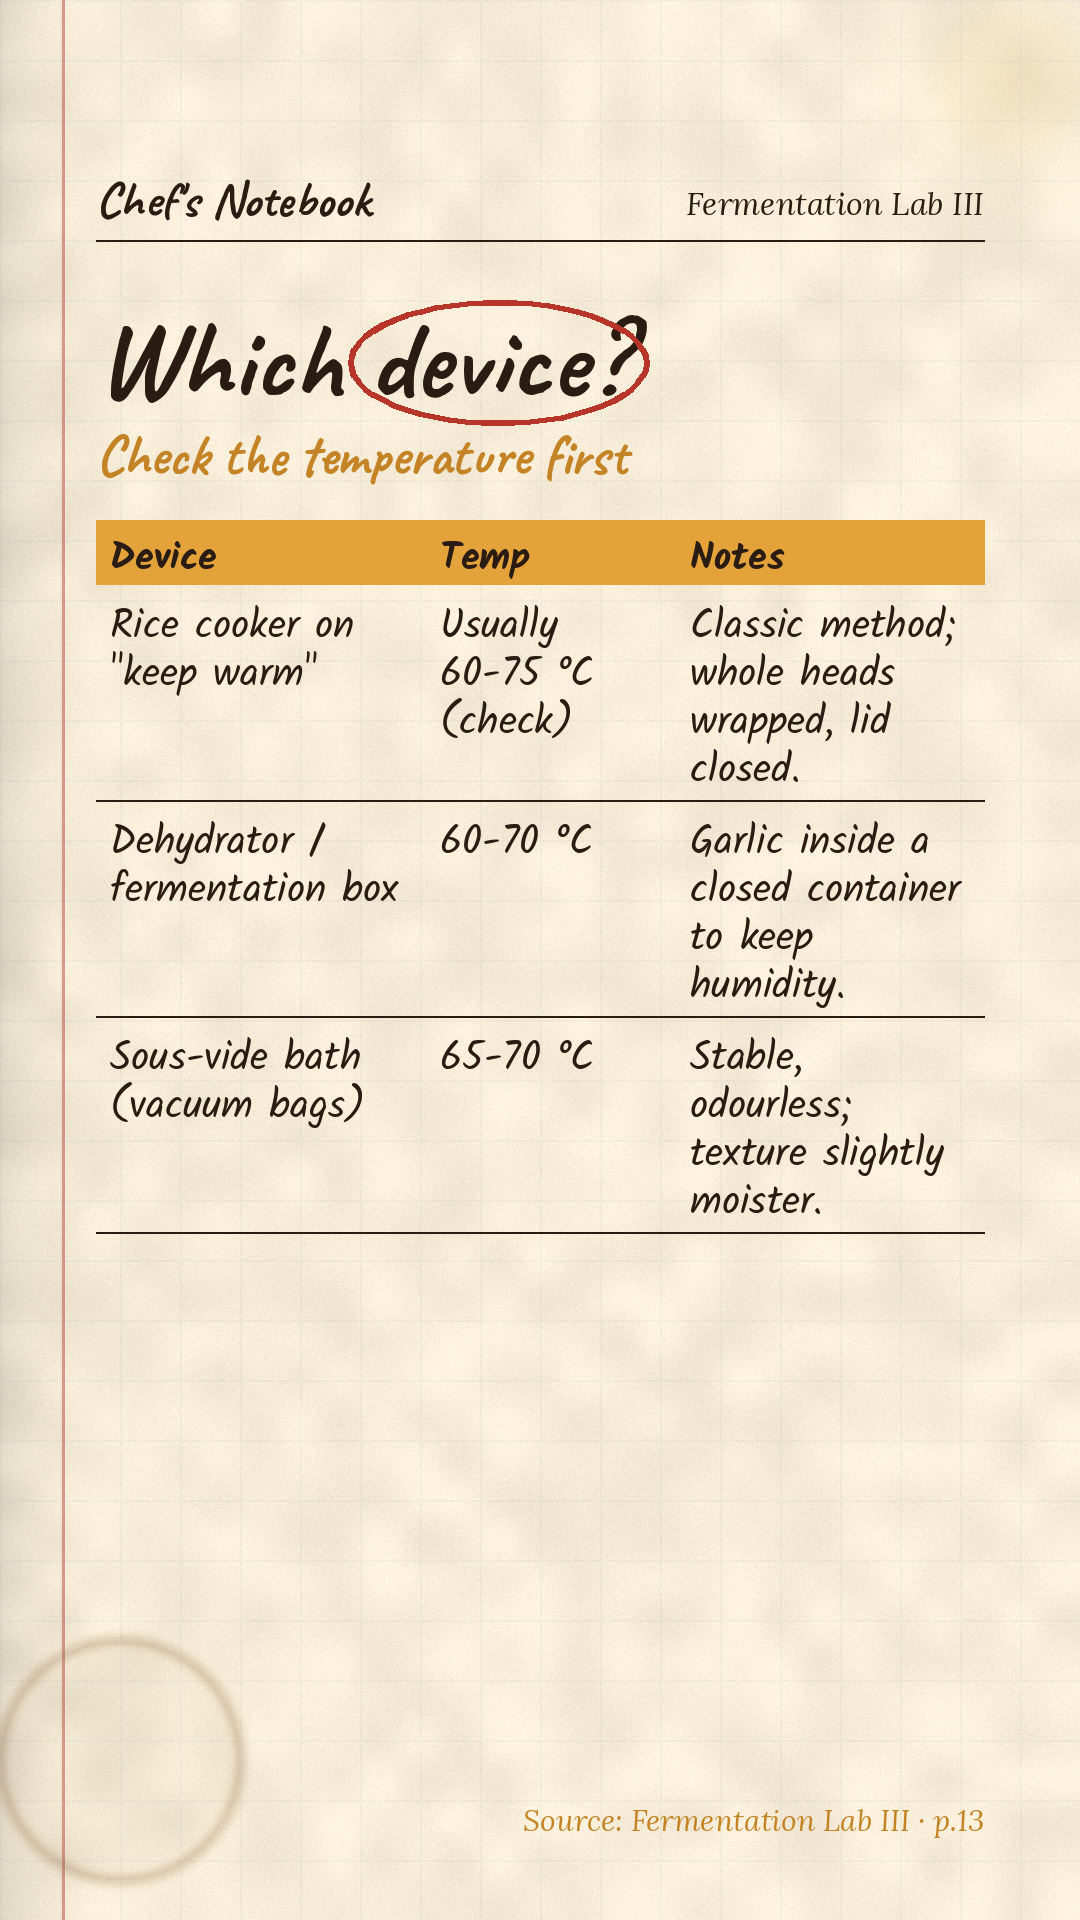 Chef's Notebook
Fermentation Lab III
Which device?
Check the temperature first
Device Temp Notes
Rice cooker on "keep warm" Usually 60-75 °C (check) Classic method; whole heads wrapped, lid closed.
Dehydrator / fermentation box 60-70 °C Garlic inside a closed container to keep humidity.
Sous-vide bath (vacuum bags) 65-70 °C Stable, odourless; texture slightly moister.
Source: Fermentation Lab III · p.13